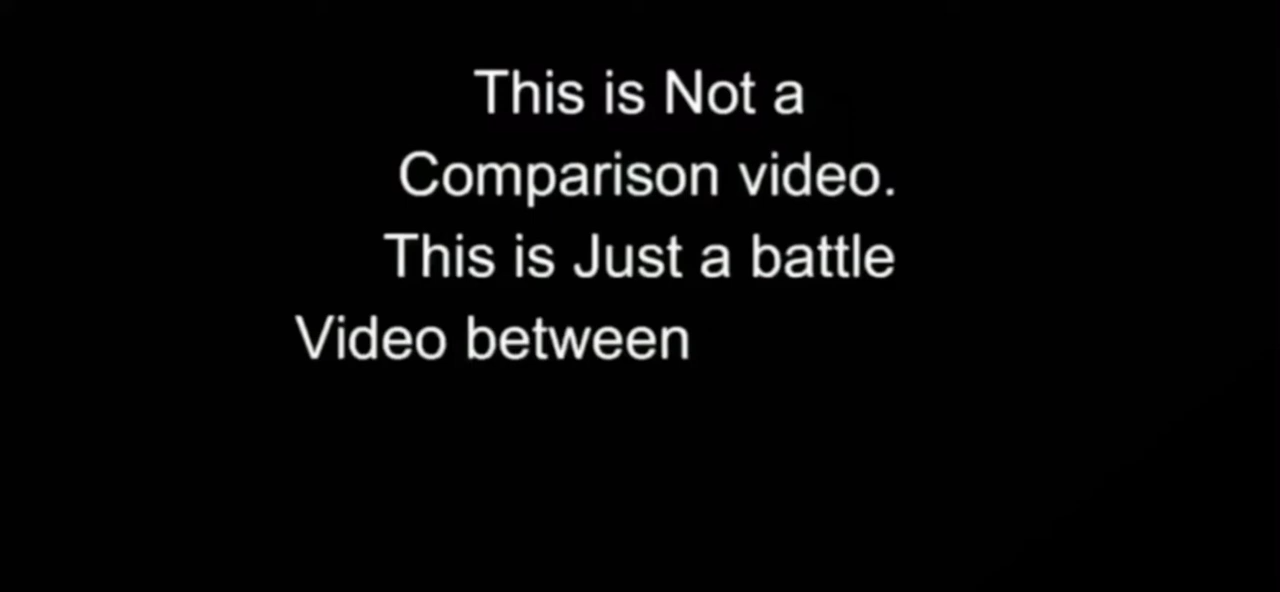 This is Not a
Comparison video.
This is Just a battle
Video between